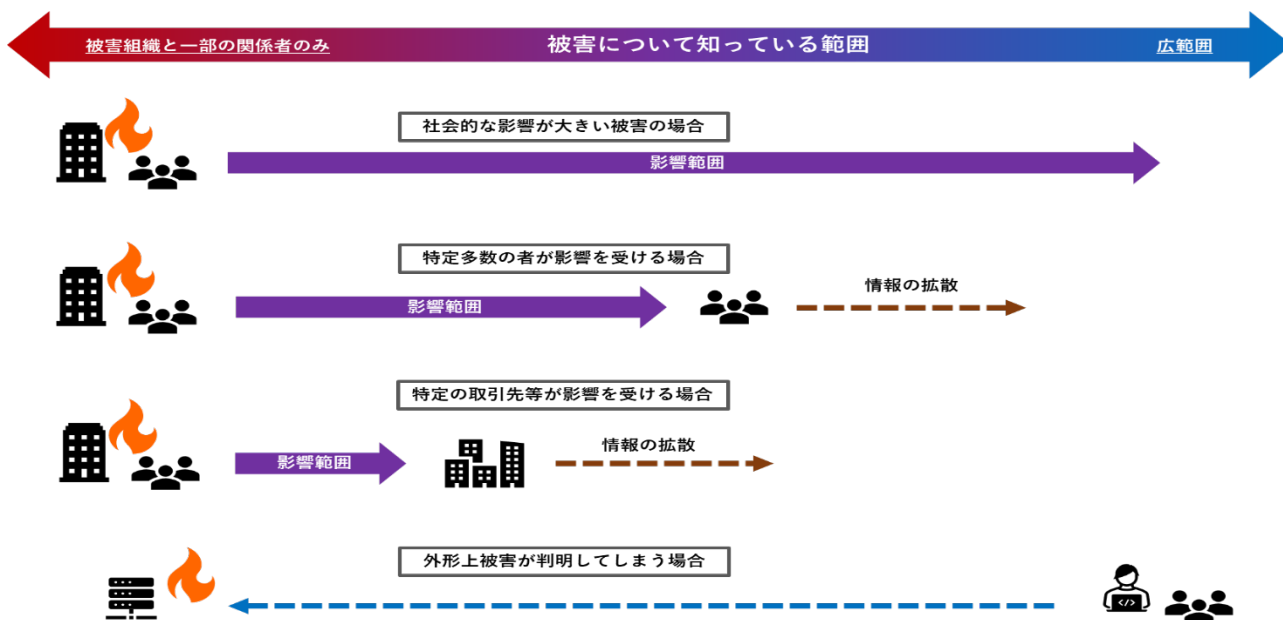 被害組織と一部の関係者のみ
被害について知っている範囲
広範囲
社会的な影響が大きい被害の場合
影響範囲
特定多数の者が影響を受ける場合
影響範囲
情報の拡散
特定の取引先等が影響を受ける場合
影響範囲
情報の拡散
外形上被害が判明してしまう場合